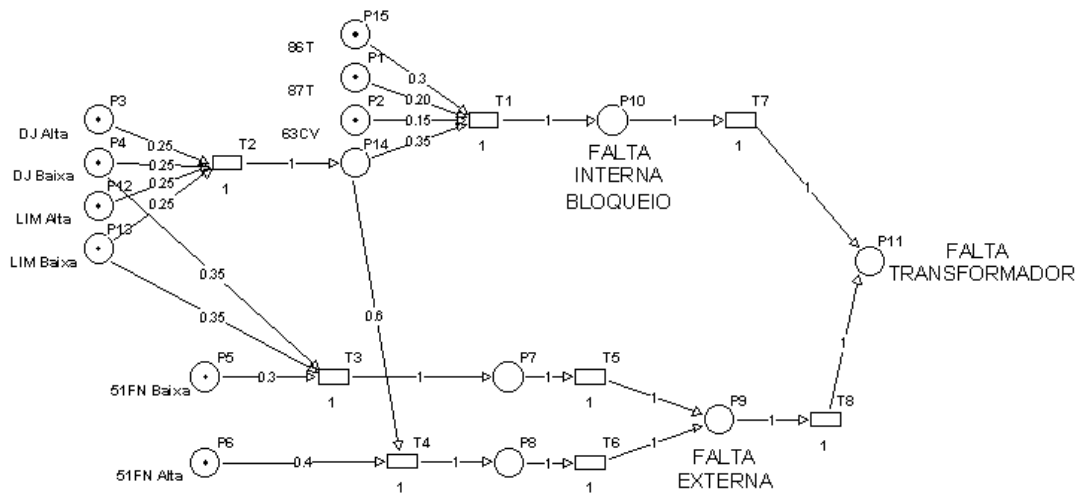 P15
86T
P1
87T
0.3
0.20
P2
T1
P10
T7
63CV
0.15
1
1
1
P14
0.35
1
1
P3
DJ Alta
0.25
P4
T2
DJ Baixa
0.25
1
P12
0.25
1
LIM Alta
P13
0.25
LIM Baixa
FALTA
INTERNA
BLOQUEIO
1
P11
FALTA
TRANSFORMADOR
0.35
0.35
0.6
1
P5
T3
P7
T5
51FN Baixa
0.3
1
1
1
1
1
P9
T8
1
1
P6
T4
P8
T6
1
51FN Alta
0.4
1
1
1
1
1
FALTA
EXTERNA